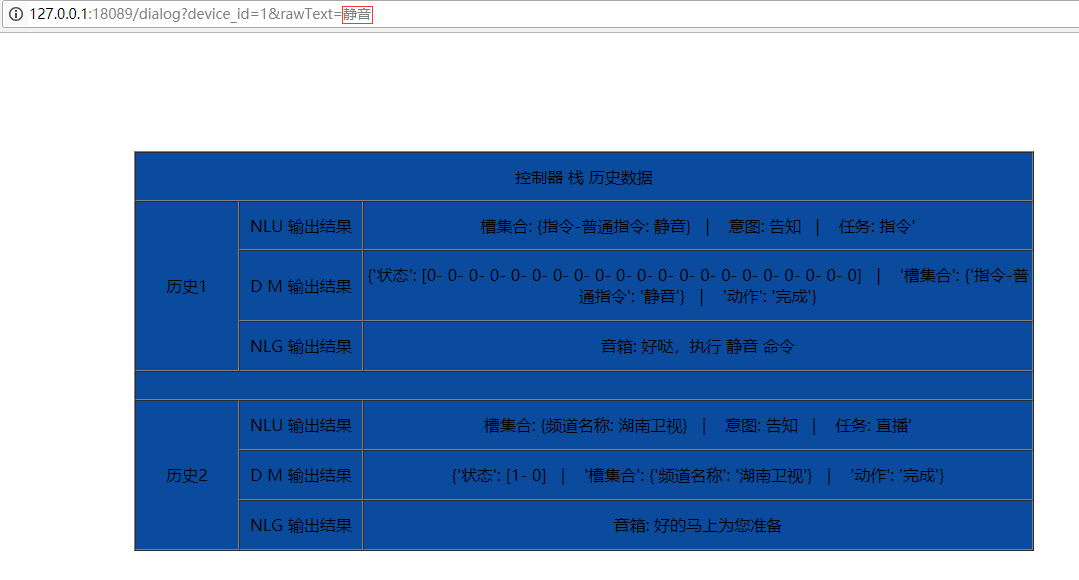 127.0.0.1:18089/dialog?device_id=1&rawText=静音
控制器 栈 历史数据
历史1
NLU 输出结果
槽集合: {指令-普通指令: 静音} | 意图: 告知 | 任务: 指令'
D M 输出结果
{'状态': [0- 0- 0- 0- 0- 0- 0- 0- 0- 0- 0- 0- 0- 0- 0- 0- 0- 0- 0- 0- 0] | '槽集合': {'指令-普
通指令': '静音'} | '动作': '完成'}
NLG 输出结果
音箱: 好哒，执行 静音 命令
历史2
NLU 输出结果
槽集合: {频道名称: 湖南卫视} | 意图: 告知 | 任务: 直播'
D M 输出结果
{'状态': [1- 0] | '槽集合': {'频道名称': '湖南卫视'} | '动作': '完成'}
NLG 输出结果
音箱: 好的马上为您准备